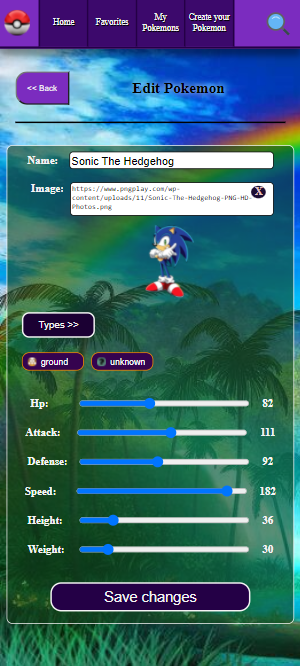 Home
Favorites
My
Pokemons
Create your
Pokemon
<< Back
Edit Pokemon
Name: Sonic The Hedgehog
Image: https://www.pngplay.com/wp-
content/uploads/11/Sonic-The-Hedgehog-PNG-HD-
Photos.png
X
Types >>
ground
unknown
Hp: 82
Attack: 111
Defense: 92
Speed: 182
Height: 36
Weight: 30
Save changes